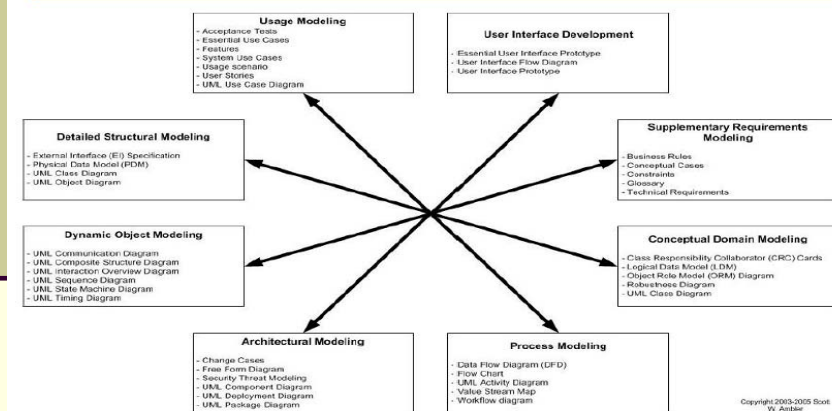 Usage Modeling
- Acceptance Tests
- Essential Use Cases
- Features
- System Use Cases
- Usage scenario
- User Stories
- UML Use Case Diagram
User Interface Development
- Essential User Interface Prototype
- User Interface Flow Diagram
- User Interface Prototype
Detailed Structural Modeling
- External Interface (EI) Specification
- Physical Data Model (PDM)
- UML Class Diagram
- UML Object Diagram
Supplementary Requirements
Modeling
- Business Rules
- Conceptual Cases
- Constraints
- Glossary
- Technical Requirements
Dynamic Object Modeling
- UML Communication Diagram
- UML Composite Structure Diagram
- UML Interaction Overview Diagram
- UML Sequence Diagram
- UML State Machine Diagram
- UML Timing Diagram
Conceptual Domain Modeling
- Class Responsibility Collaborator (CRC) Cards
- Logical Data Model (LDM)
- Object Role Model (ORM) Diagram
- Robustness Diagram
- UML Class Diagram
Architectural Modeling
- Change Cases
- Free Form Diagram
- Security Threat Modeling
- UML Component Diagram
- UML Deployment Diagram
- UML Package Diagram
Process Modeling
- Data Flow Diagram (DFD)
- Flow Chart
- UML Activity Diagram
- Value Stream Map
- Workflow diagram
Copyright 2003-2005 Scott
W. Ambler